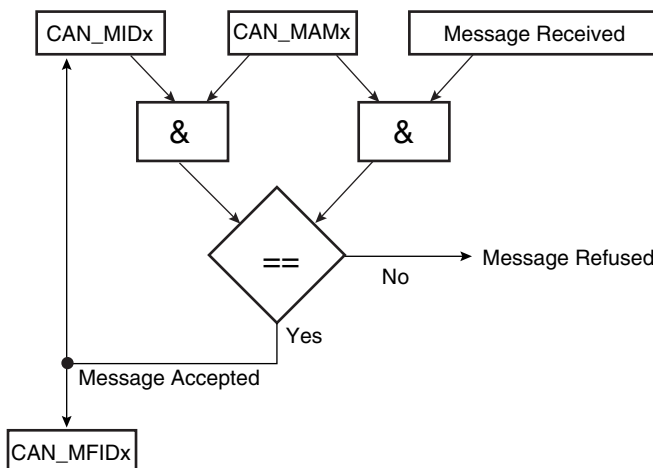 CAN_MIDx
CAN_MAMx
Message Received
&
&
==
No
Message Refused
Yes
Message Accepted
CAN_MFIDx